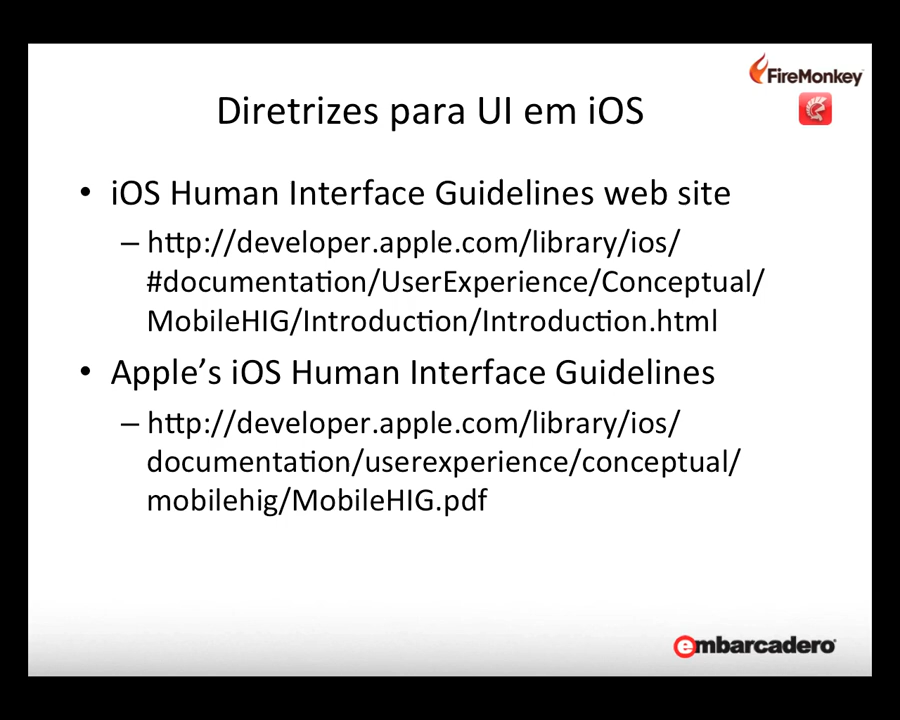 FireMonkey
Diretrizes para UI em iOS
• iOS Human Interface Guidelines web site
– http://developer.apple.com/library/ios/
#documentation/UserExperience/Conceptual/
MobileHIG/Introduction/Introduction.html
• Apple’s iOS Human Interface Guidelines
– http://developer.apple.com/library/ios/
documentation/userexperience/conceptual/
mobilehig/MobileHIG.pdf
embarcadero